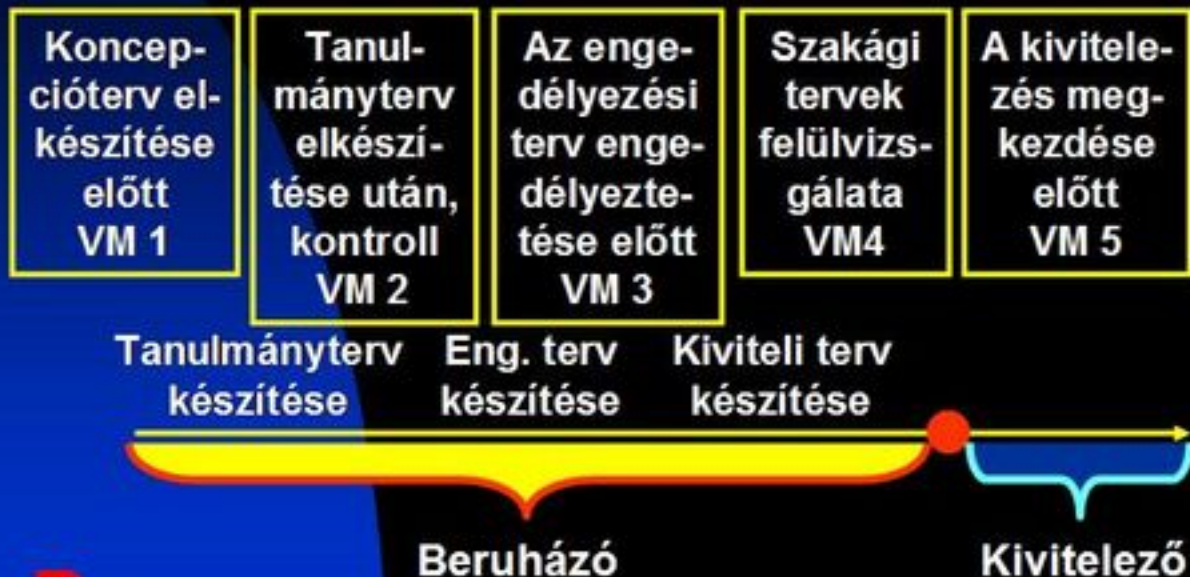 Koncep-
cióterv el-
készítése
előtt
VM 1
Tanul-
mányterv
elkészí-
tése után,
kontroll
VM 2
Az enge-
délyezési
terv enge-
délyezte-
tése előtt
VM 3
Szakági
tervek
felülvizs-
gálata
VM4
A kivitele-
zés meg-
kezdése
előtt
VM 5
Tanulmányterv
készítése
Eng. terv
készítése
Kiviteli terv
készítése
Beruházó
Kivitelező